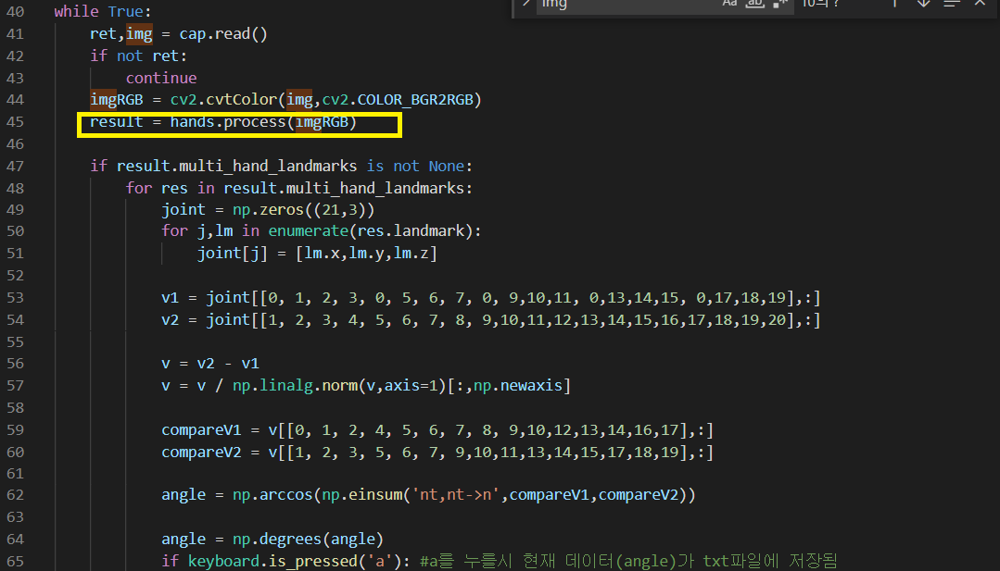 img
Aa ab 10의 ?
40 while True:
41 ret,img = cap.read()
42 if not ret:
43 continue
44 imgRGB = cv2.cvtColor(img,cv2.COLOR_BGR2RGB)
45 result = hands.process(imgRGB)
46
47 if result.multi_hand_landmarks is not None:
48 for res in result.multi_hand_landmarks:
49 joint = np.zeros((21,3))
50 for j,lm in enumerate(res.landmark):
51 joint[j] = [lm.x,lm.y,lm.z]
52
53 v1 = joint[[0, 1, 2, 3, 0, 5, 6, 7, 0, 9,10,11, 0,13,14,15, 0,17,18,19],:]
54 v2 = joint[[1, 2, 3, 4, 5, 6, 7, 8, 9,10,11,12,13,14,15,16,17,18,19,20],:]
55
56 v = v2 - v1
57 v = v / np.linalg.norm(v,axis=1)[:,np.newaxis]
58
59 compareV1 = v[[0, 1, 2, 4, 5, 6, 7, 8, 9,10,12,13,14,16,17],:]
60 compareV2 = v[[1, 2, 3, 5, 6, 7, 9,10,11,13,14,15,17,18,19],:]
61
62 angle = np.arccos(np.einsum('nt,nt->n',compareV1,compareV2))
63
64 angle = np.degrees(angle)
65 if keyboard.is_pressed('a'): #a를 누를시 현재 데이터(angle)가 txt파일에 저장됨